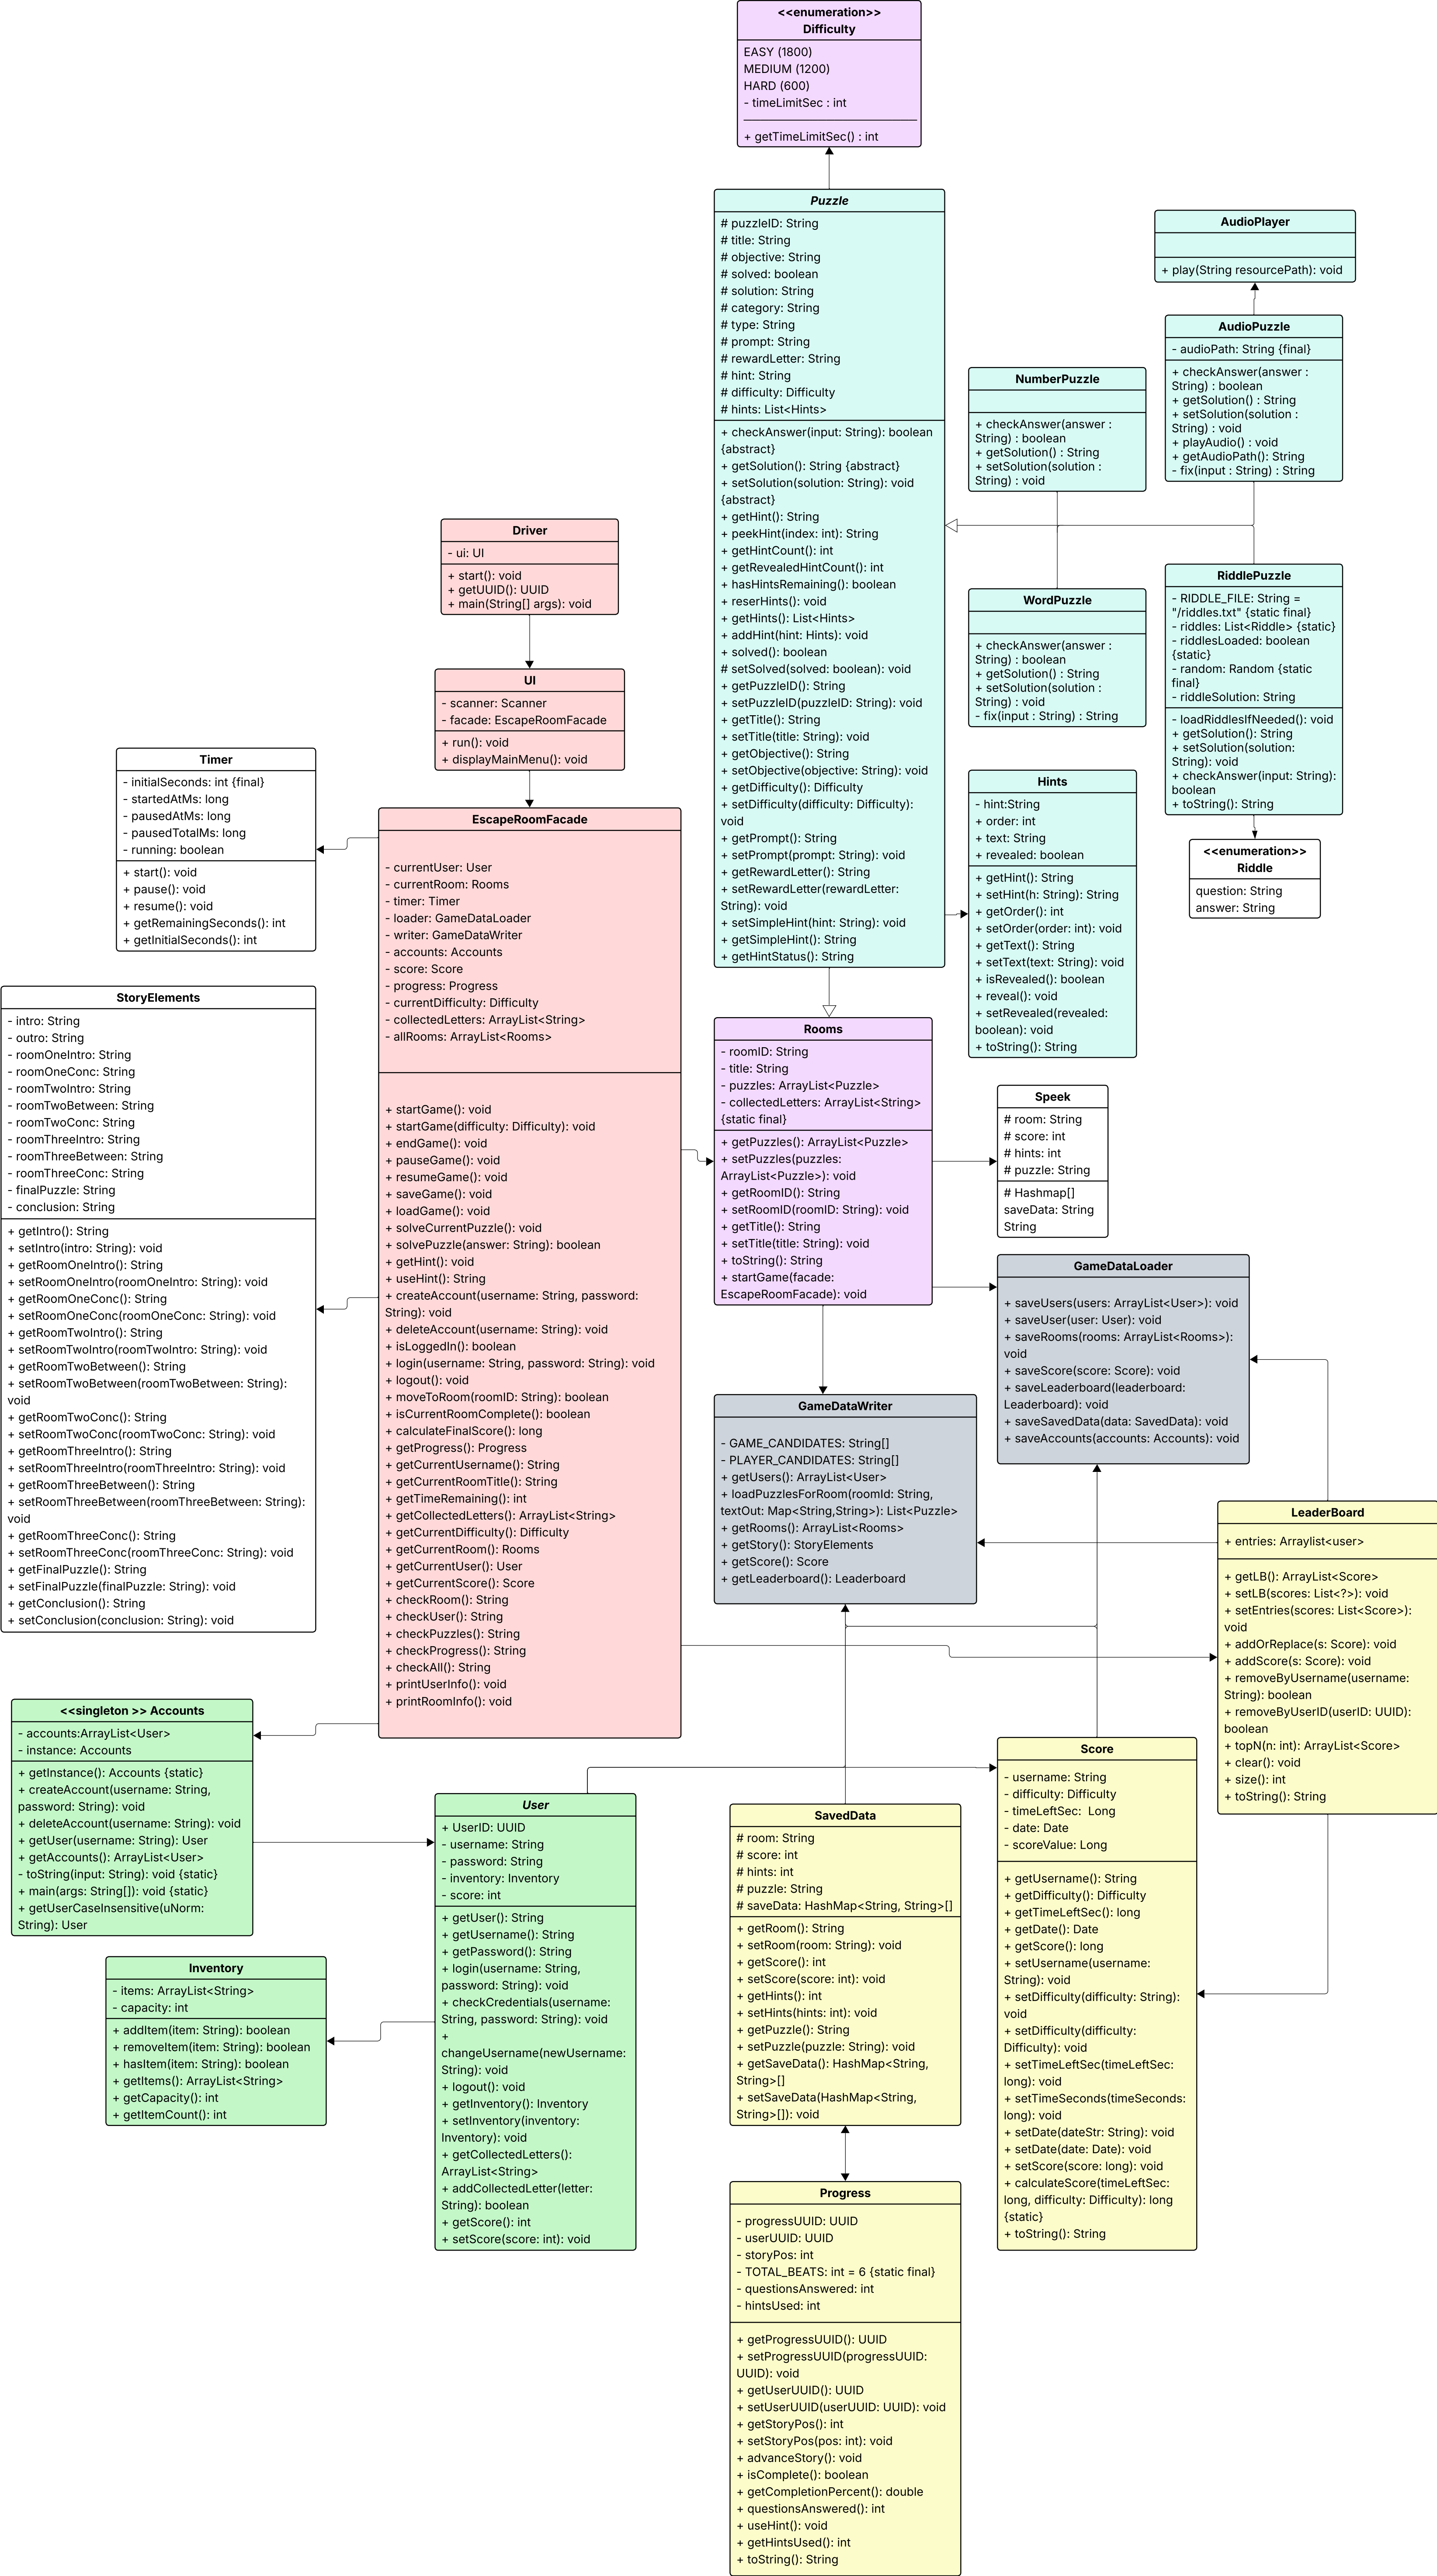 <<enumeration>>
Difficulty
EASY (1800)
MEDIUM (1200)
HARD (600)
- timeLimitSec : int
+ getTimeLimitSec() : int
Puzzle
# puzzleID: String
# title: String
# objective: String
# solved: boolean
# solution: String
# category: String
# type: String
# prompt: String
# rewardLetter: String
# hint: String
# difficulty: Difficulty
# hints: List<Hints>
+ checkAnswer(input: String): boolean
{abstract}
+ getSolution(): String {abstract}
+ setSolution(solution: String): void
{abstract}
+ getHint(): String
+ peekHint(index: int): String
+ getHintCount(): int
+ getRevealedHintCount(): int
+ hasHintsRemaining(): boolean
+ reserHints(): void
+ getHints(): List<Hints>
+ addHint(hint: Hints): void
+ solved(): boolean
# setSolved(solved: boolean): void
+ getPuzzleID(): String
+ setPuzzleID(puzzleID: String): void
+ getTitle(): String
+ setTitle(title: String): void
+ getObjective(): String
+ setObjective(objective: String): void
+ getDifficulty(): Difficulty
+ setDifficulty(difficulty: Difficulty):
void
+ getPrompt(): String
+ setPrompt(prompt: String): void
+ getRewardLetter(): String
+ setRewardLetter(rewardLetter:
String): void
+ setSimpleHint(hint: String): void
+ getSimpleHint(): String
+ getHintStatus(): String
AudioPlayer
+ play(String resourcePath): void
AudioPuzzle
- audioPath: String {final}
+ checkAnswer(answer :
String) : boolean
+ getSolution() : String
+ setSolution(solution :
String) : void
+ playAudio() : void
+ getAudioPath(): String
- fix(input : String) : String
NumberPuzzle
+ checkAnswer(answer :
String) : boolean
+ getSolution() : String
+ setSolution(solution :
String) : void
WordPuzzle
+ checkAnswer(answer :
String) : boolean
+ getSolution() : String
+ setSolution(solution :
String) : void
- fix(input : String) : String
RiddlePuzzle
- RIDDLE_FILE: String =
"/riddles.txt" {static final}
- riddles: List<Riddle> {static}
- riddlesLoaded: boolean
{static}
- random: Random {static
final}
- riddleSolution: String
- loadRiddlesIfNeeded(): void
+ getSolution(): String
+ setSolution(solution:
String): void
+ checkAnswer(input: String):
boolean
+ toString(): String
<<enumeration>>
Riddle
question: String
answer: String
Driver
- ui: UI
+ start(): void
+ getUUID(): UUID
+ main(String[] args): void
UI
- scanner: Scanner
- facade: EscapeRoomFacade
+ run(): void
+ displayMainMenu(): void
Timer
- initialSeconds: int {final}
- startedAtMs: long
- pausedAtMs: long
- pausedTotalMs: long
- running: boolean
+ start(): void
+ pause(): void
+ resume(): void
+ getRemainingSeconds(): int
+ getInitialSeconds(): int
EscapeRoomFacade
- currentUser: User
- currentRoom: Rooms
- timer: Timer
- loader: GameDataLoader
- writer: GameDataWriter
- accounts: Accounts
- score: Score
- progress: Progress
- currentDifficulty: Difficulty
- collectedLetters: ArrayList<String>
- allRooms: ArrayList<Rooms>
+ startGame(): void
+ startGame(difficulty: Difficulty): void
+ endGame(): void
+ pauseGame(): void
+ resumeGame(): void
+ saveGame(): void
+ loadGame(): void
+ solveCurrentPuzzle(): void
+ solvePuzzle(answer: String): boolean
+ getHint(): void
+ useHint(): String
+ createAccount(username: String, password:
String): void
+ deleteAccount(username: String): void
+ isLoggedIn(): boolean
+ login(username: String, password: String): void
+ logout(): void
+ moveToRoom(roomID: String): boolean
+ isCurrentRoomComplete(): boolean
+ calculateFinalScore(): long
+ getProgress(): Progress
+ getCurrentUsername(): String
+ getCurrentRoomTitle(): String
+ getTimeRemaining(): int
+ getCollectedLetters(): ArrayList<String>
+ getCurrentDifficulty(): Difficulty
+ getCurrentRoom(): Rooms
+ getCurrentUser(): User
+ getCurrentScore(): Score
+ checkRoom(): String
+ checkUser(): String
+ checkPuzzles(): String
+ checkProgress(): String
+ checkAll(): String
+ printUserInfo(): void
+ printRoomInfo(): void
Hints
- hint:String
+ order: int
+ text: String
+ revealed: boolean
+ getHint(): String
+ setHint(h: String): String
+ getOrder(): int
+ setOrder(order: int): void
+ getText(): String
+ setText(text: String): void
+ isRevealed(): boolean
+ reveal(): void
+ setRevealed(revealed:
boolean): void
+ toString(): String
StoryElements
- intro: String
- outro: String
- roomOneIntro: String
- roomOneConc: String
- roomTwoIntro: String
- roomTwoBetween: String
- roomTwoConc: String
- roomThreeIntro: String
- roomThreeBetween: String
- roomThreeConc: String
- finalPuzzle: String
- conclusion: String
+ getIntro(): String
+ setIntro(intro: String): void
+ getRoomOneIntro(): String
+ setRoomOneIntro(roomOneIntro: String): void
+ getRoomOneConc(): String
+ setRoomOneConc(roomOneConc: String): void
+ getRoomTwoIntro(): String
+ setRoomTwoIntro(roomTwoIntro: String): void
+ getRoomTwoBetween(): String
+ setRoomTwoBetween(roomTwoBetween: String):
void
+ getRoomTwoConc(): String
+ setRoomTwoConc(roomTwoConc: String): void
+ getRoomThreeIntro(): String
+ setRoomThreeIntro(roomThreeIntro: String): void
+ getRoomThreeBetween(): String
+ setRoomThreeBetween(roomThreeBetween: String):
void
+ getRoomThreeConc(): String
+ setRoomThreeConc(roomThreeConc: String): void
+ getFinalPuzzle(): String
+ setFinalPuzzle(finalPuzzle: String): void
+ getConclusion(): String
+ setConclusion(conclusion: String): void
Rooms
- roomID: String
- title: String
- puzzles: ArrayList<Puzzle>
- collectedLetters: ArrayList<String>
{static final}
+ getPuzzles(): ArrayList<Puzzle>
+ setPuzzles(puzzles:
ArrayList<Puzzle>): void
+ getRoomID(): String
+ setRoomID(roomID: String): void
+ getTitle(): String
+ setTitle(title: String): void
+ toString(): String
+ startGame(facade:
EscapeRoomFacade): void
Speek
# room: String
# score: int
# hints: int
# puzzle: String
# Hashmap[]
saveData: String
String
GameDataLoader
+ saveUsers(users: ArrayList<User>): void
+ saveUser(user: User): void
+ saveRooms(rooms: ArrayList<Rooms>):
void
+ saveScore(score: Score): void
+ saveLeaderboard(leaderboard:
Leaderboard): void
+ saveSavedData(data: SavedData): void
+ saveAccounts(accounts: Accounts): void
GameDataWriter
- GAME_CANDIDATES: String[]
- PLAYER_CANDIDATES: String[]
+ getUsers(): ArrayList<User>
+ loadPuzzlesForRoom(roomId: String,
textOut: Map<String,String>): List<Puzzle>
+ getRooms(): ArrayList<Rooms>
+ getStory(): StoryElements
+ getScore(): Score
+ getLeaderboard(): Leaderboard
LeaderBoard
+ entries: Arraylist<user>
+ getLB(): ArrayList<Score>
+ setLB(scores: List<?>): void
+ setEntries(scores: List<Score>):
void
+ addOrReplace(s: Score): void
+ addScore(s: Score): void
+ removeByUsername(username:
String): boolean
+ removeByUserID(userID: UUID):
boolean
+ topN(n: int): ArrayList<Score>
+ clear(): void
+ size(): int
+ toString(): String
<<singleton >> Accounts
- accounts:ArrayList<User>
- instance: Accounts
+ getInstance(): Accounts {static}
+ createAccount(username: String,
password: String): void
+ deleteAccount(username: String): void
+ getUser(username: String): User
+ getAccounts(): ArrayList<User>
- toString(input: String): void {static}
+ main(args: String[]): void {static}
+ getUserCaseInsensitive(uNorm:
String): User
Inventory
- items: ArrayList<String>
- capacity: int
+ addItem(item: String): boolean
+ removeItem(item: String): boolean
+ hasItem(item: String): boolean
+ getItems(): ArrayList<String>
+ getCapacity(): int
+ getItemCount(): int
User
+ UserID: UUID
- username: String
- password: String
- inventory: Inventory
- score: int
+ getUser(): String
+ getUsername(): String
+ getPassword(): String
+ login(username: String,
password: String): void
+ checkCredentials(username:
String, password: String): void
+
changeUsername(newUsername:
String): void
+ logout(): void
+ getInventory(): Inventory
+ setInventory(inventory:
Inventory): void
+ getCollectedLetters():
ArrayList<String>
+ addCollectedLetter(letter:
String): boolean
+ getScore(): int
+ setScore(score: int): void
SavedData
# room: String
# score: int
# hints: int
# puzzle: String
# saveData: HashMap<String, String>[]
+ getRoom(): String
+ setRoom(room: String): void
+ getScore(): int
+ setScore(score: int): void
+ getHints(): int
+ setHints(hints: int): void
+ getPuzzle(): String
+ setPuzzle(puzzle: String): void
+ getSaveData(): HashMap<String,
String>[]
+ setSaveData(HashMap<String,
String>[]): void
Score
- username: String
- difficulty: Difficulty
- timeLeftSec:  Long
- date: Date
- scoreValue: Long
+ getUsername(): String
+ getDifficulty(): Difficulty
+ getTimeLeftSec(): long
+ getDate(): Date
+ getScore(): long
+ setUsername(username:
String): void
+ setDifficulty(difficulty: String):
void
+ setDifficulty(difficulty:
Difficulty): void
+ setTimeLeftSec(timeLeftSec:
long): void
+ setTimeSeconds(timeSeconds:
long): void
+ setDate(dateStr: String): void
+ setDate(date: Date): void
+ setScore(score: long): void
+ calculateScore(timeLeftSec:
long, difficulty: Difficulty): long
{static}
+ toString(): String
Progress
- progressUUID: UUID
- userUUID: UUID
- storyPos: int
- TOTAL_BEATS: int = 6 {static final}
- questionsAnswered: int
- hintsUsed: int
+ getProgressUUID(): UUID
+ setProgressUUID(progressUUID:
UUID): void
+ getUserUUID(): UUID
+ setUserUUID(userUUID: UUID): void
+ getStoryPos(): int
+ setStoryPos(pos: int): void
+ advanceStory(): void
+ isComplete(): boolean
+ getCompletionPercent(): double
+ questionsAnswered(): int
+ useHint(): void
+ getHintsUsed(): int
+ toString(): String